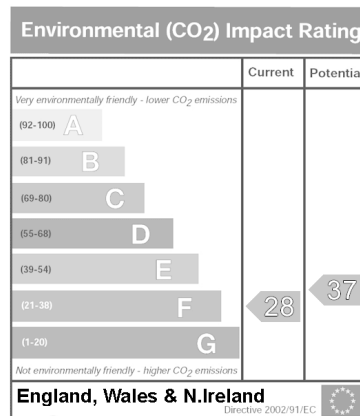 Environmental (CO2) Impact Rating
Current Potentia
Very environmentally friendly - lower CO2 emissions
(92-100) A
(81-91) B
(69-80) C
(55-68) D
(39-54) E
(21-38) F 28 37
(1-20) G
Not environmentally friendly - higher CO2 emissions
England, Wales & N.Ireland
Directive 2002/91/EC